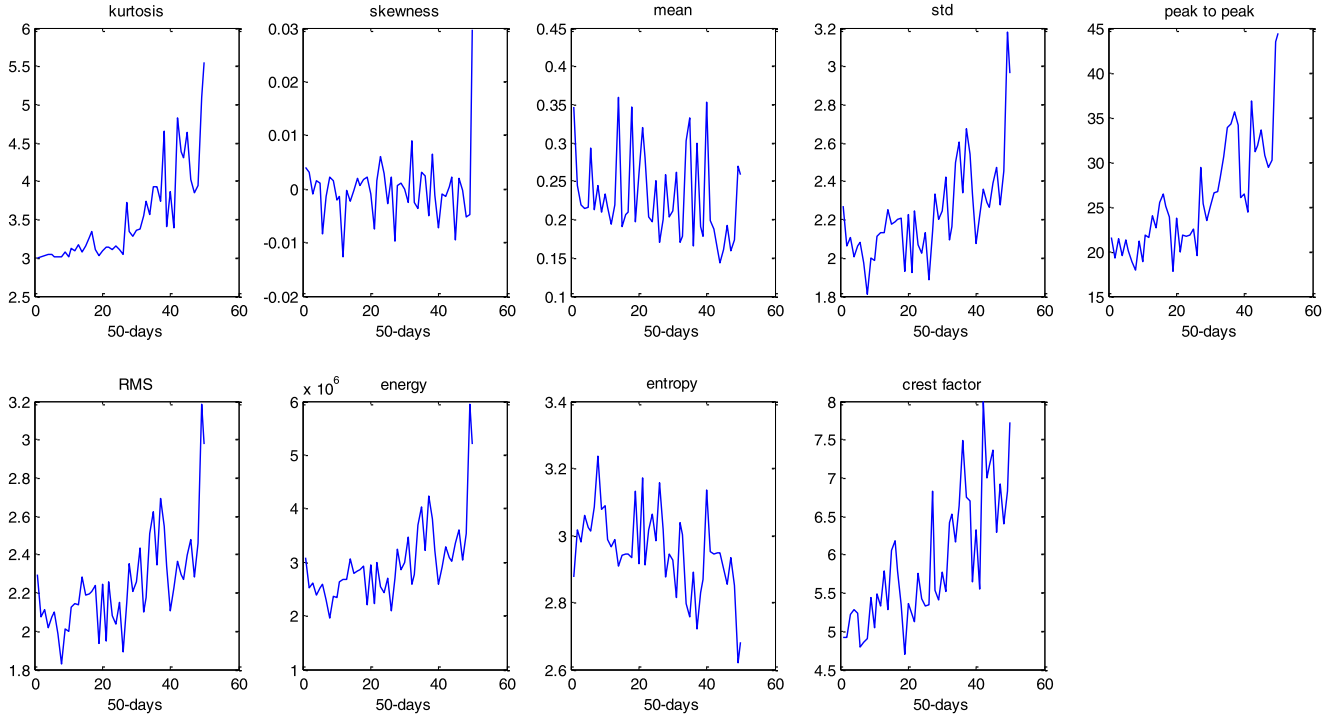 kurtosis
6
5.5
5
4.5
4
3.5
3
2.5
0 20 40 60
50-days
skewness
0.03
0.02
0.01
0
-0.01
-0.02
0 20 40 60
50-days
mean
0.45
0.4
0.35
0.3
0.25
0.2
0.15
0.1
0 20 40 60
50-days
std
3.2
3
2.8
2.6
2.4
2.2
2
1.8
0 20 40 60
50-days
peak to peak
45
40
35
30
25
20
15
0 20 40 60
50-days
RMS
3.2
3
2.8
2.6
2.4
2.2
2
1.8
0 20 40 60
50-days
energy
x 10⁶
6
5
4
3
2
1
0 20 40 60
50-days
entropy
3.4
3.2
3
2.8
2.6
0 20 40 60
50-days
crest factor
8
7.5
7
6.5
6
5.5
5
4.5
0 20 40 60
50-days